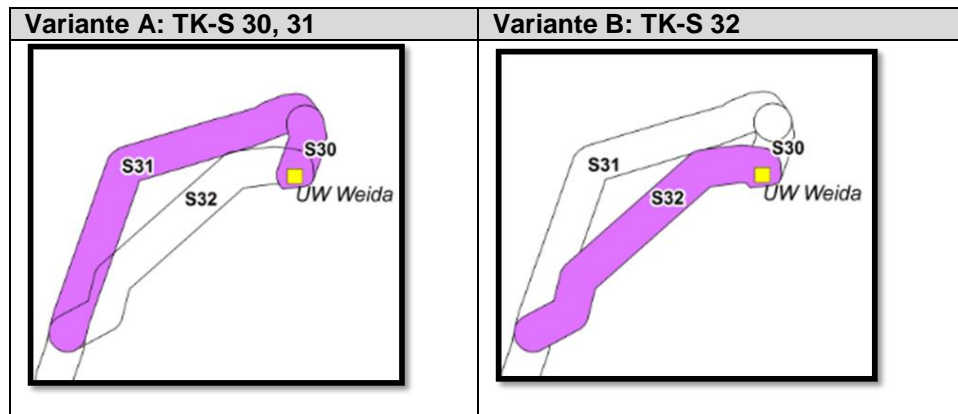 Variante A: TK-S 30, 31
Variante B: TK-S 32
S30
S31
S32
UW Weida
S30
S31
S32
UW Weida